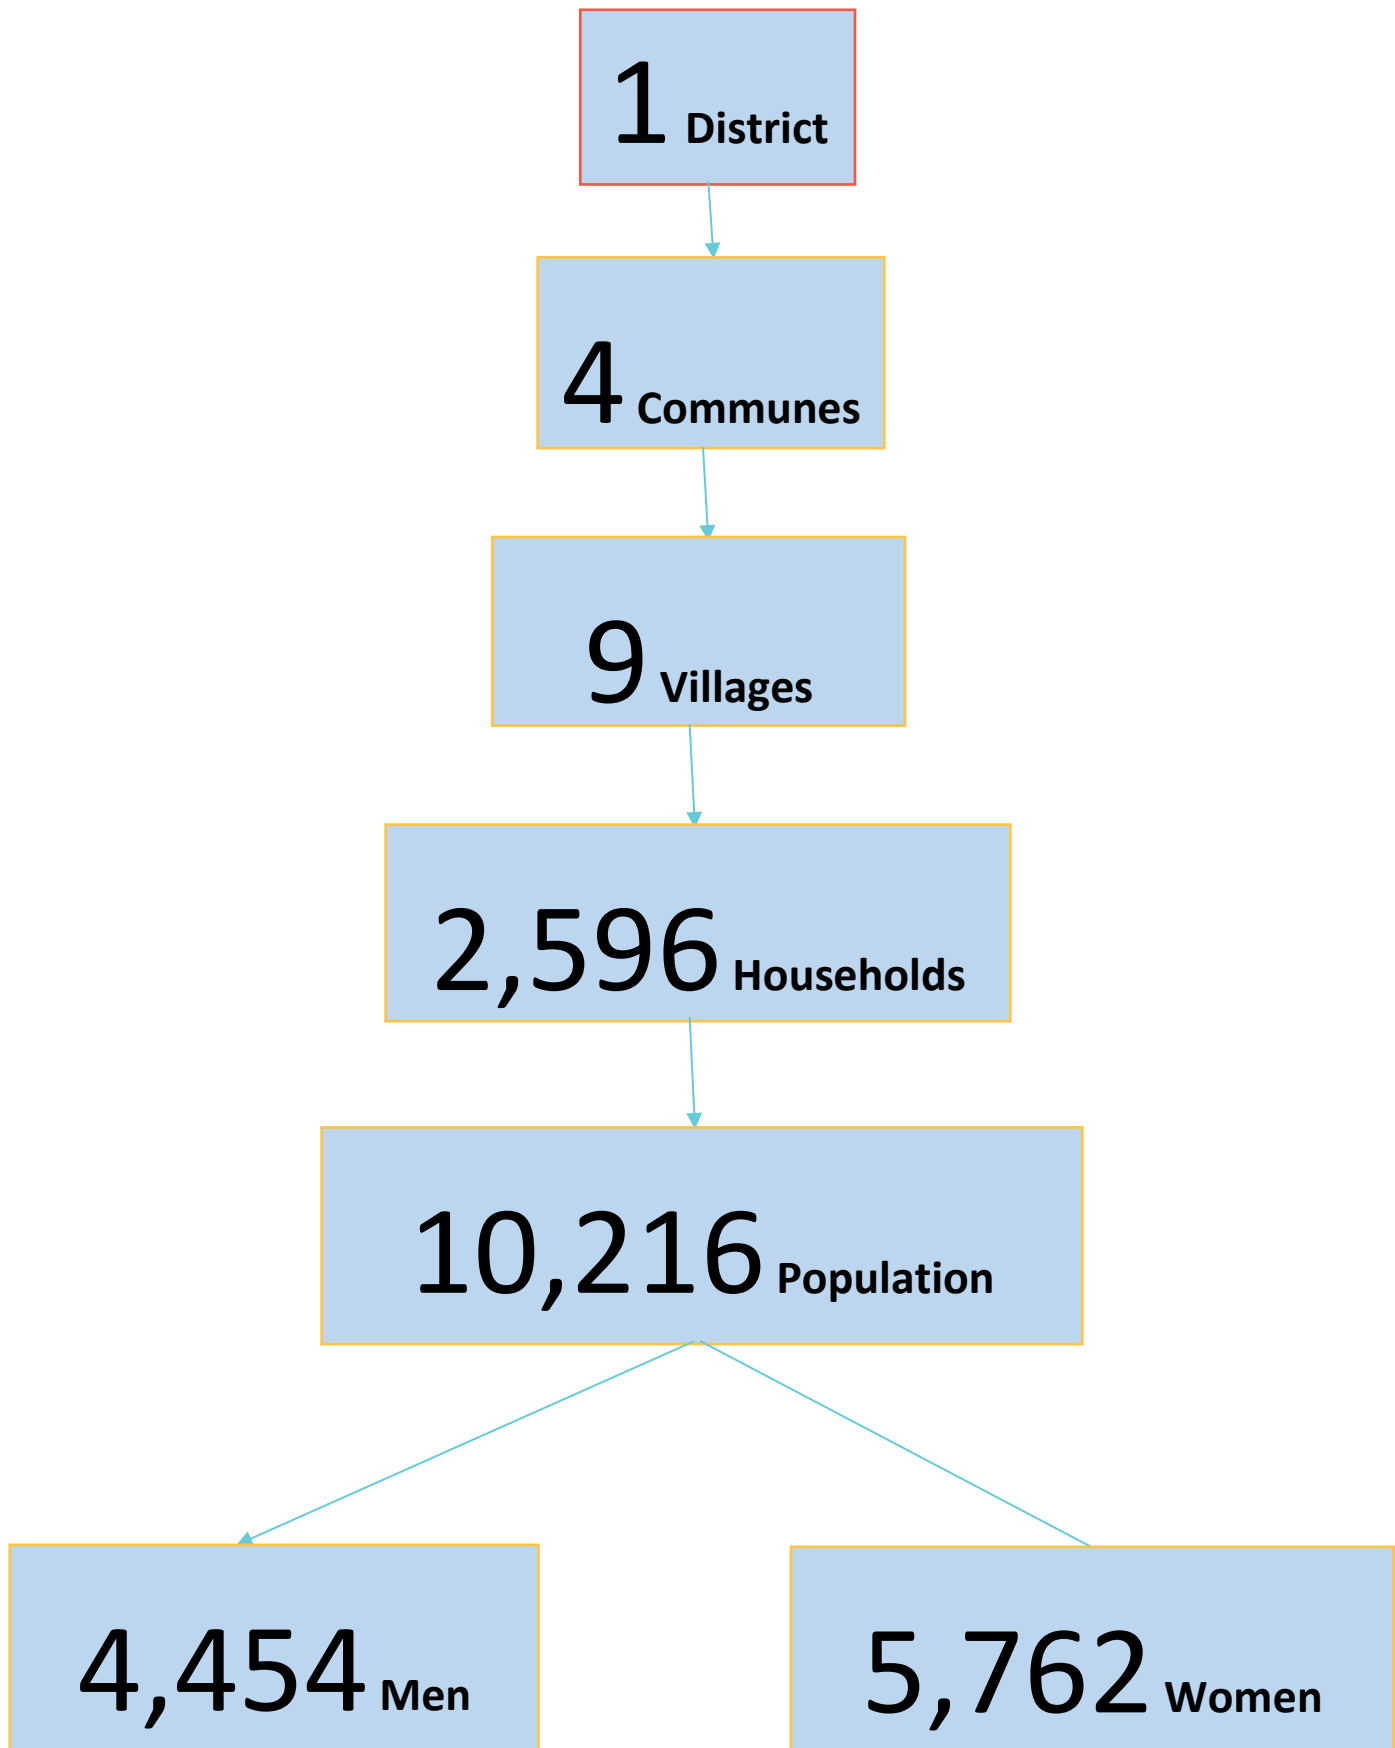 1 District
4 Communes
9 Villages
2,596 Households
10,216 Population
4,454 Men
5,762 Women